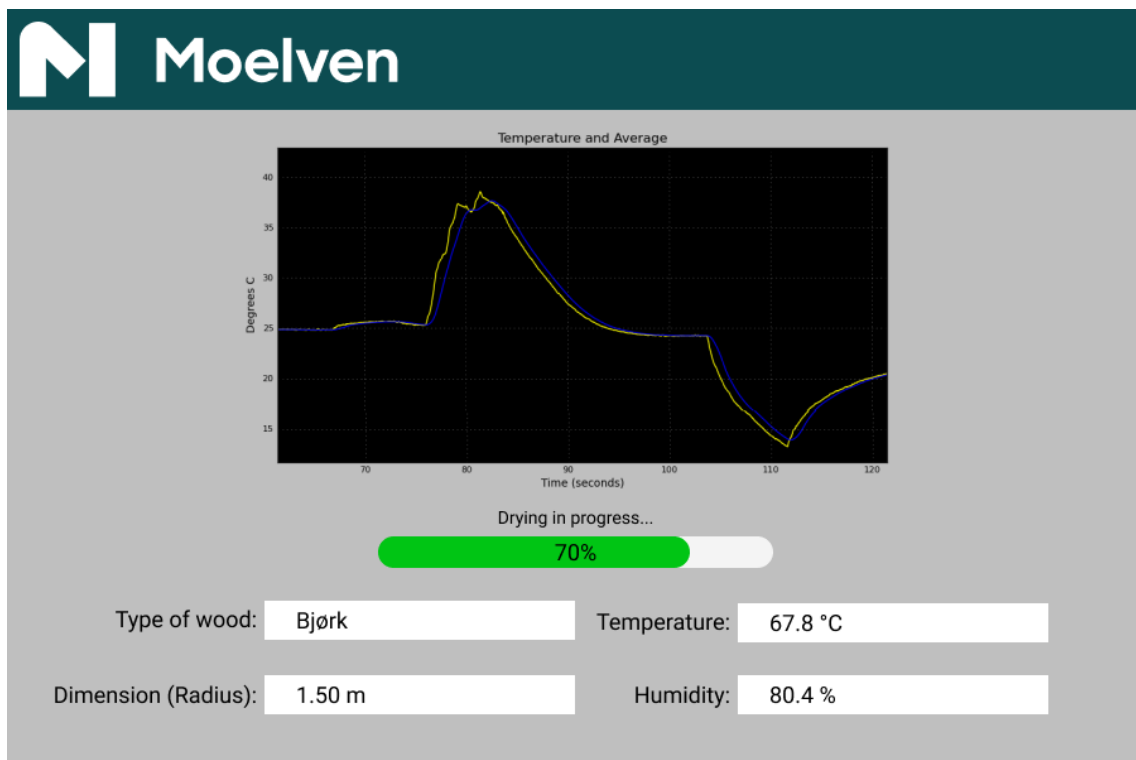 Moelven
Temperature and Average
40
35
30
25
20
15
Degrees C
70 80 90 100 110 120
Time (seconds)
Drying in progress...
70%
Type of wood: Bjørk Temperature: 67.8 °C
Dimension (Radius): 1.50 m Humidity: 80.4 %